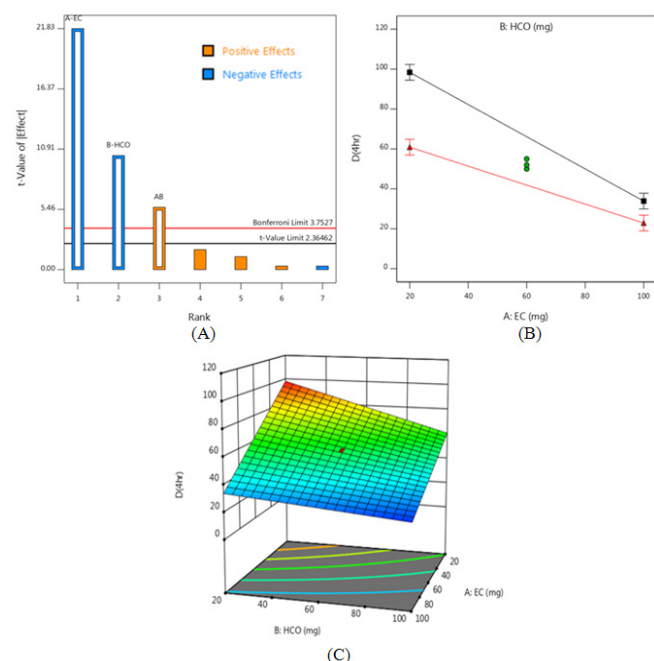 A-EC
21.83
Positive Effects
Negative Effects
16.37
t-Value of |Effect|
B-HCO
10.91
AB
5.46
Bonferroni Limit 3.7527
t-Value Limit 2.36462
0.00
1 2 3 4 5 6 7
Rank
(A)
B: HCO (mg)
120
100
80
D(4hr)
60
40
20
0
20 40 60 80 100
A: EC (mg)
(B)
120
100
80
60
40
20
0
D(4hr)
20 40 60 80 100
B: HCO (mg)
20
40
60
80
100
A: EC (mg)
(C)